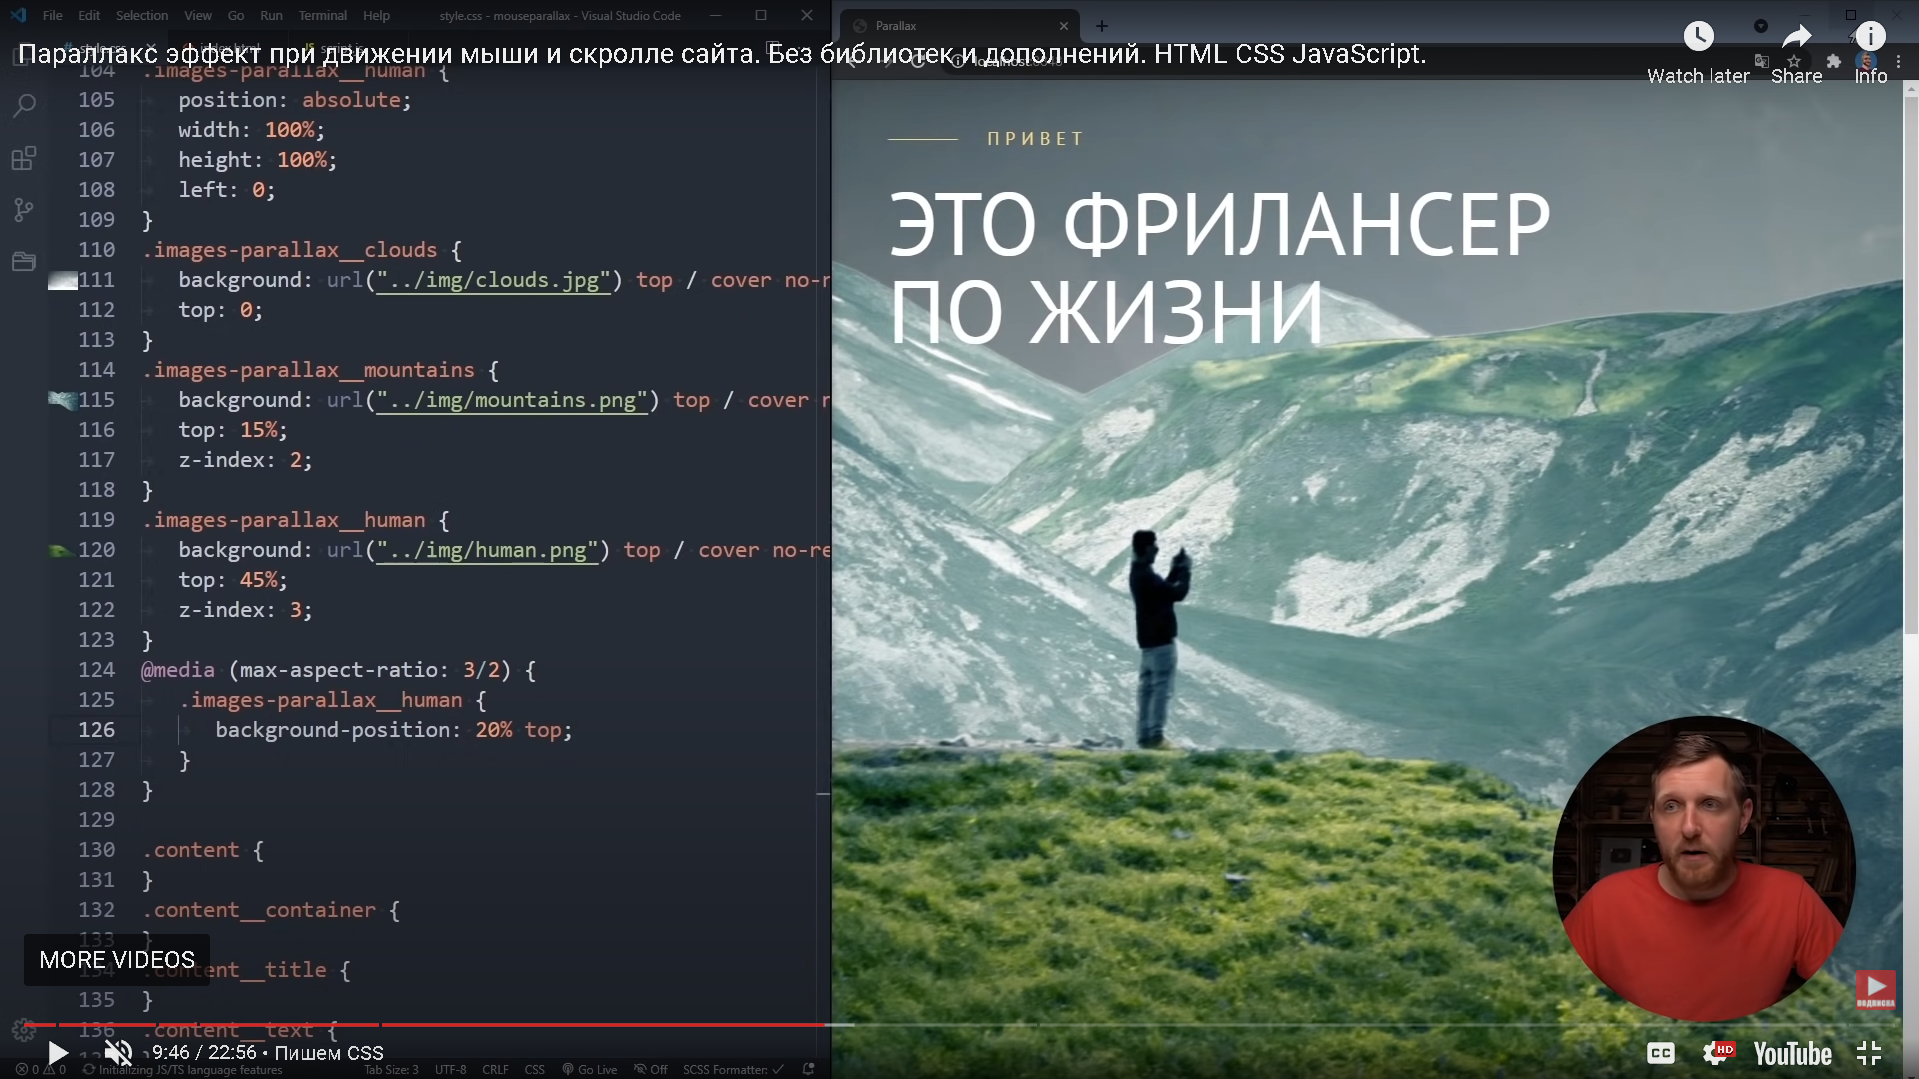 File Edit Selection View Go Run Terminal Help
style.css - mouseparallax - Visual Studio Code
Parallax
Параллакс эффект при движении мыши и скролле сайта. Без библиотек и дополнений. HTML CSS JavaScript.
Watch later Share Info
104 .images-parallax__human {
105 position: absolute;
106 width: 100%;
107 height: 100%;
108 left: 0;
109 }
110 .images-parallax__clouds {
111 background: url("../img/clouds.jpg") top / cover no-r
112 top: 0;
113 }
114 .images-parallax__mountains {
115 background: url("../img/mountains.png") top / cover
116 top: 15%;
117 z-index: 2;
118 }
119 .images-parallax__human {
120 background: url("../img/human.png") top / cover no-re
121 top: 45%;
122 z-index: 3;
123 }
124 @media (max-aspect-ratio: 3/2) {
125 .images-parallax__human {
126 background-position: 20% top;
127 }
128 }
129
130 .content {
131 }
132 .content__container {
133 }
134 .content__title {
135 }
136 .content__text {
ПРИВЕТ
ЭТО ФРИЛАНСЕР
ПО ЖИЗНИ
MORE VIDEOS
ПОДПИСКА
9:46 / 22:56 • Пишем CSS
CC HD YouTube
0 0 Initializing JS/TS language features Tab Size: 3 UTF-8 CRLF CSS Go Live Off SCSS Formatter: ✓